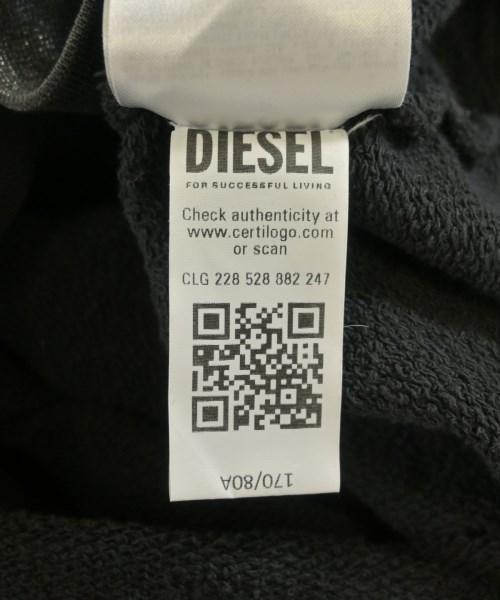 DIESEL
FOR SUCCESSFUL LIVING
Check authenticity at
www.certilogo.com
or scan
CLG 228 528 882 247
170/80A